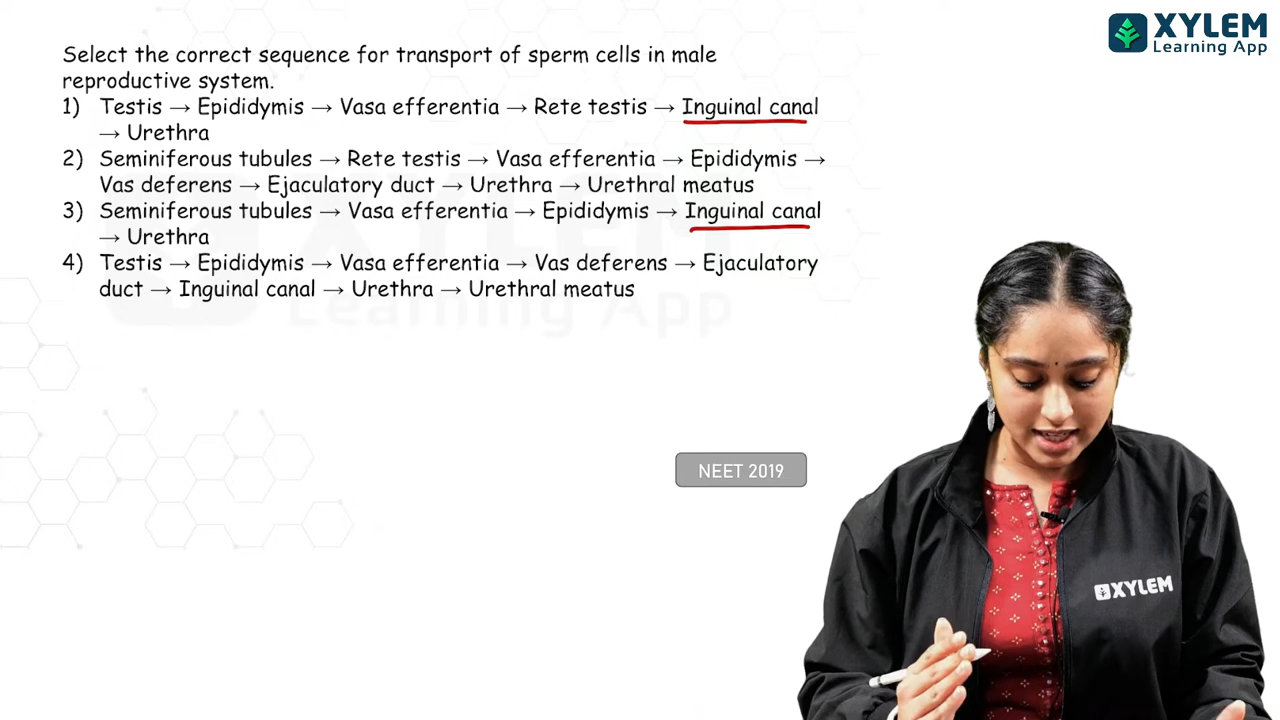 XYLEM
Learning App
Select the correct sequence for transport of sperm cells in male
reproductive system.
1) Testis → Epididymis → Vasa efferentia → Rete testis → Inguinal canal
→ Urethra
2) Seminiferous tubules → Rete testis → Vasa efferentia → Epididymis →
Vas deferens → Ejaculatory duct → Urethra → Urethral meatus
3) Seminiferous tubules → Vasa efferentia → Epididymis → Inguinal canal
→ Urethra
4) Testis → Epididymis → Vasa efferentia → Vas deferens → Ejaculatory
duct → Inguinal canal → Urethra → Urethral meatus
XYLEM
Learning App
NEET 2019
XYLEM